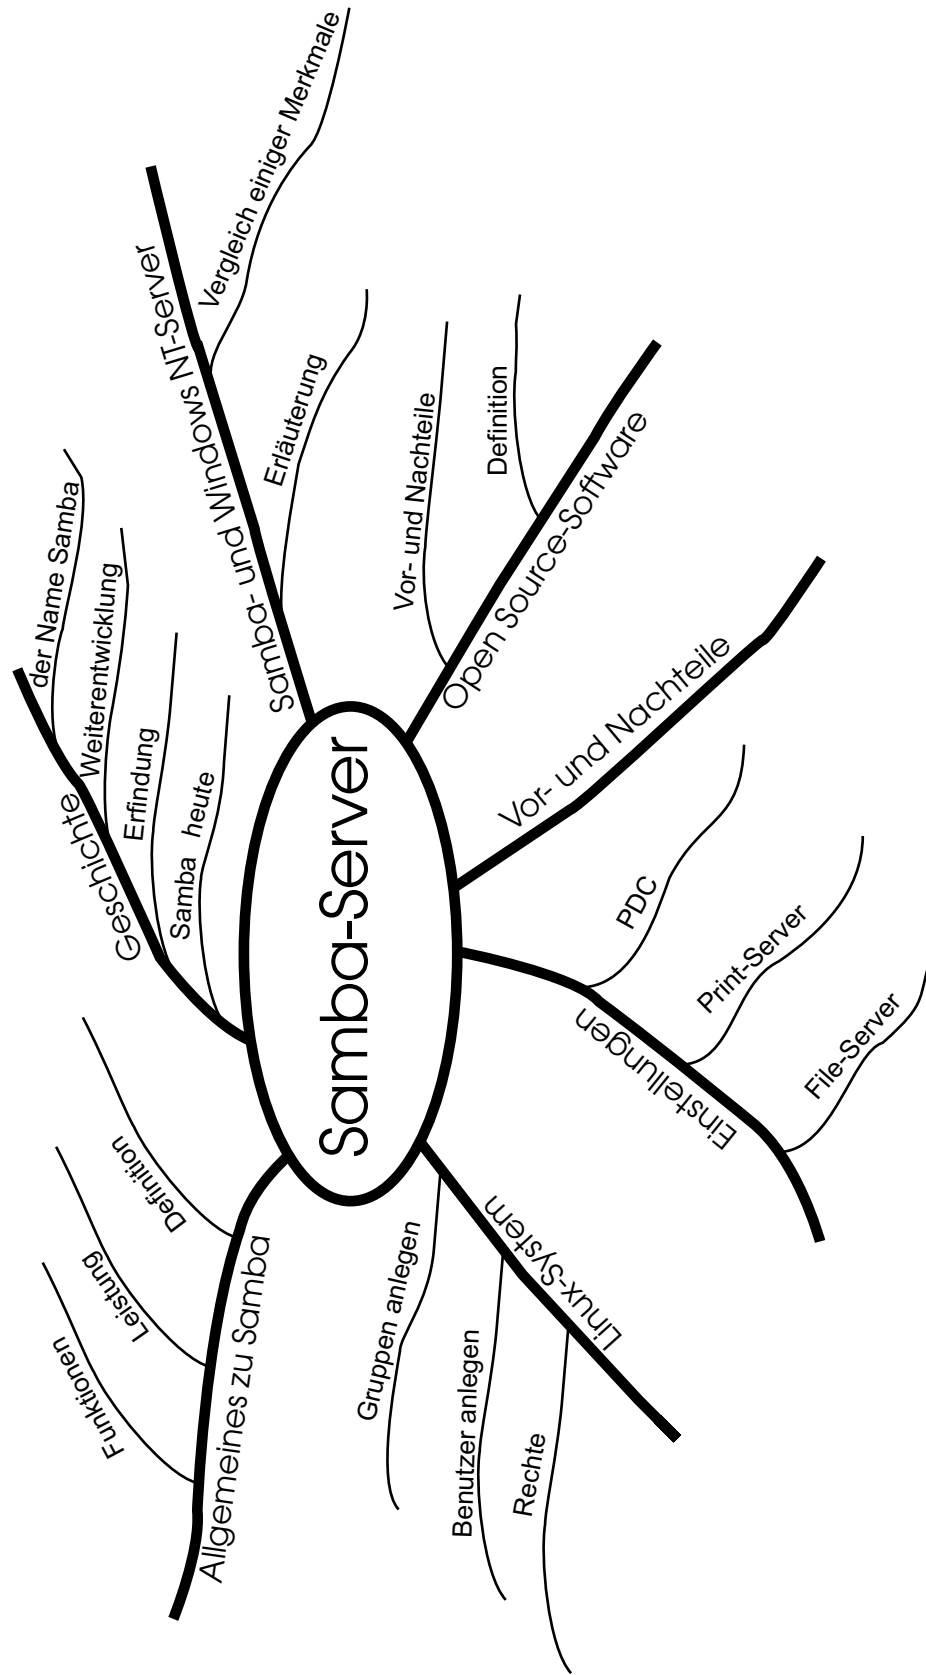 Samba-Server
Allgemeines zu Samba
Definition
Leistung
Funktionen
Geschichte
der Name Samba
Weiterentwicklung
Erfindung
Samba heute
Samba- und Windows NT-Server
Vergleich einiger Merkmale
Erläuterung
Open Source-Software
Vor- und Nachteile
Definition
Vor- und Nachteile
Einstellungen
PDC
Print-Server
File-Server
Linux-System
Gruppen anlegen
Benutzer anlegen
Rechte